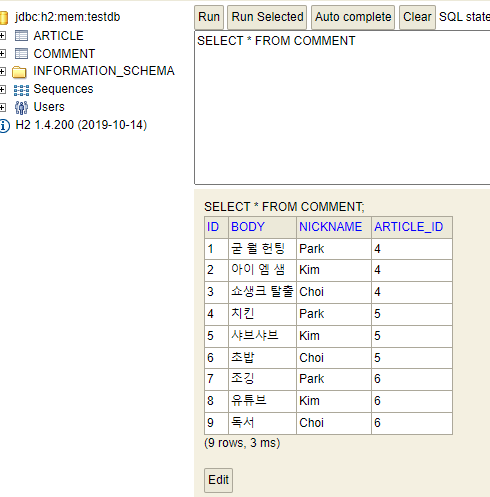 jdbc:h2:mem:testdb
ARTICLE
COMMENT
INFORMATION_SCHEMA
Sequences
Users
H2 1.4.200 (2019-10-14)
Run Run Selected Auto complete Clear SQL state
SELECT * FROM COMMENT
SELECT * FROM COMMENT;
ID BODY NICKNAME ARTICLE_ID
1 굳 윌 헌팅 Park 4
2 아이 엠 샘 Kim 4
3 쇼생크 탈출 Choi 4
4 치킨 Park 5
5 샤브샤브 Kim 5
6 초밥 Choi 5
7 조깅 Park 6
8 유튜브 Kim 6
9 독서 Choi 6
(9 rows, 3 ms)
Edit